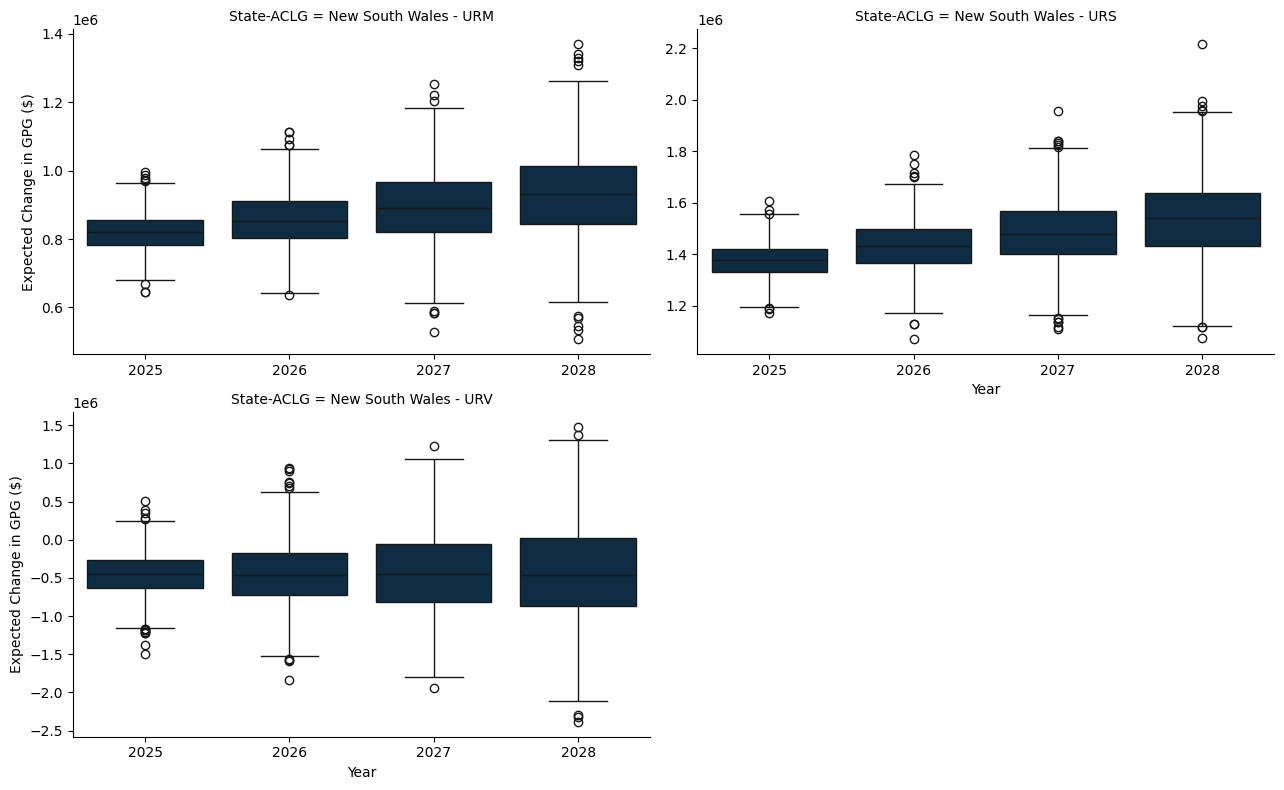 State-ACLG = New South Wales - URM
1e6
Expected Change in GPG ($)
1.4
1.2
1.0
0.8
0.6
2025 2026 2027 2028
State-ACLG = New South Wales - URS
1e6
2.2
2.0
1.8
1.6
1.4
1.2
2025 2026 2027 2028
Year
State-ACLG = New South Wales - URV
1e6
Expected Change in GPG ($)
1.5
1.0
0.5
0.0
−0.5
−1.0
−1.5
−2.0
−2.5
2025 2026 2027 2028
Year